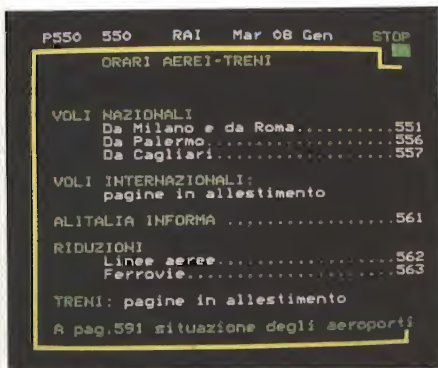 P550 550 RAI Mar 08 Gen STOP
ORARI AEREI-TRENI
VOLI NAZIONALI
Da Milano e da Roma..........551
Da Palermo...................556
Da Cagliari..................557
VOLI INTERNAZIONALI:
pagine in allestimento
ALITALIA INFORMA ................561
RIDUZIONI
Linee aeree..................562
Ferrovie.....................563
TRENI: pagine in allestimento
A pag.591 situazione degli aeroporti